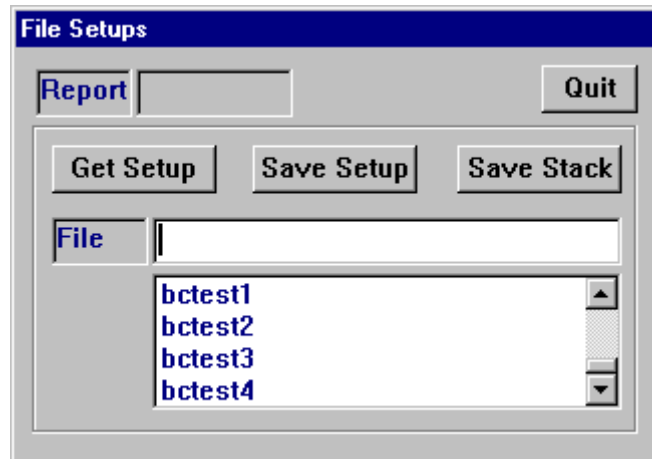 File Setups
Report
Quit
Get Setup Save Setup Save Stack
File
bctest1
bctest2
bctest3
bctest4